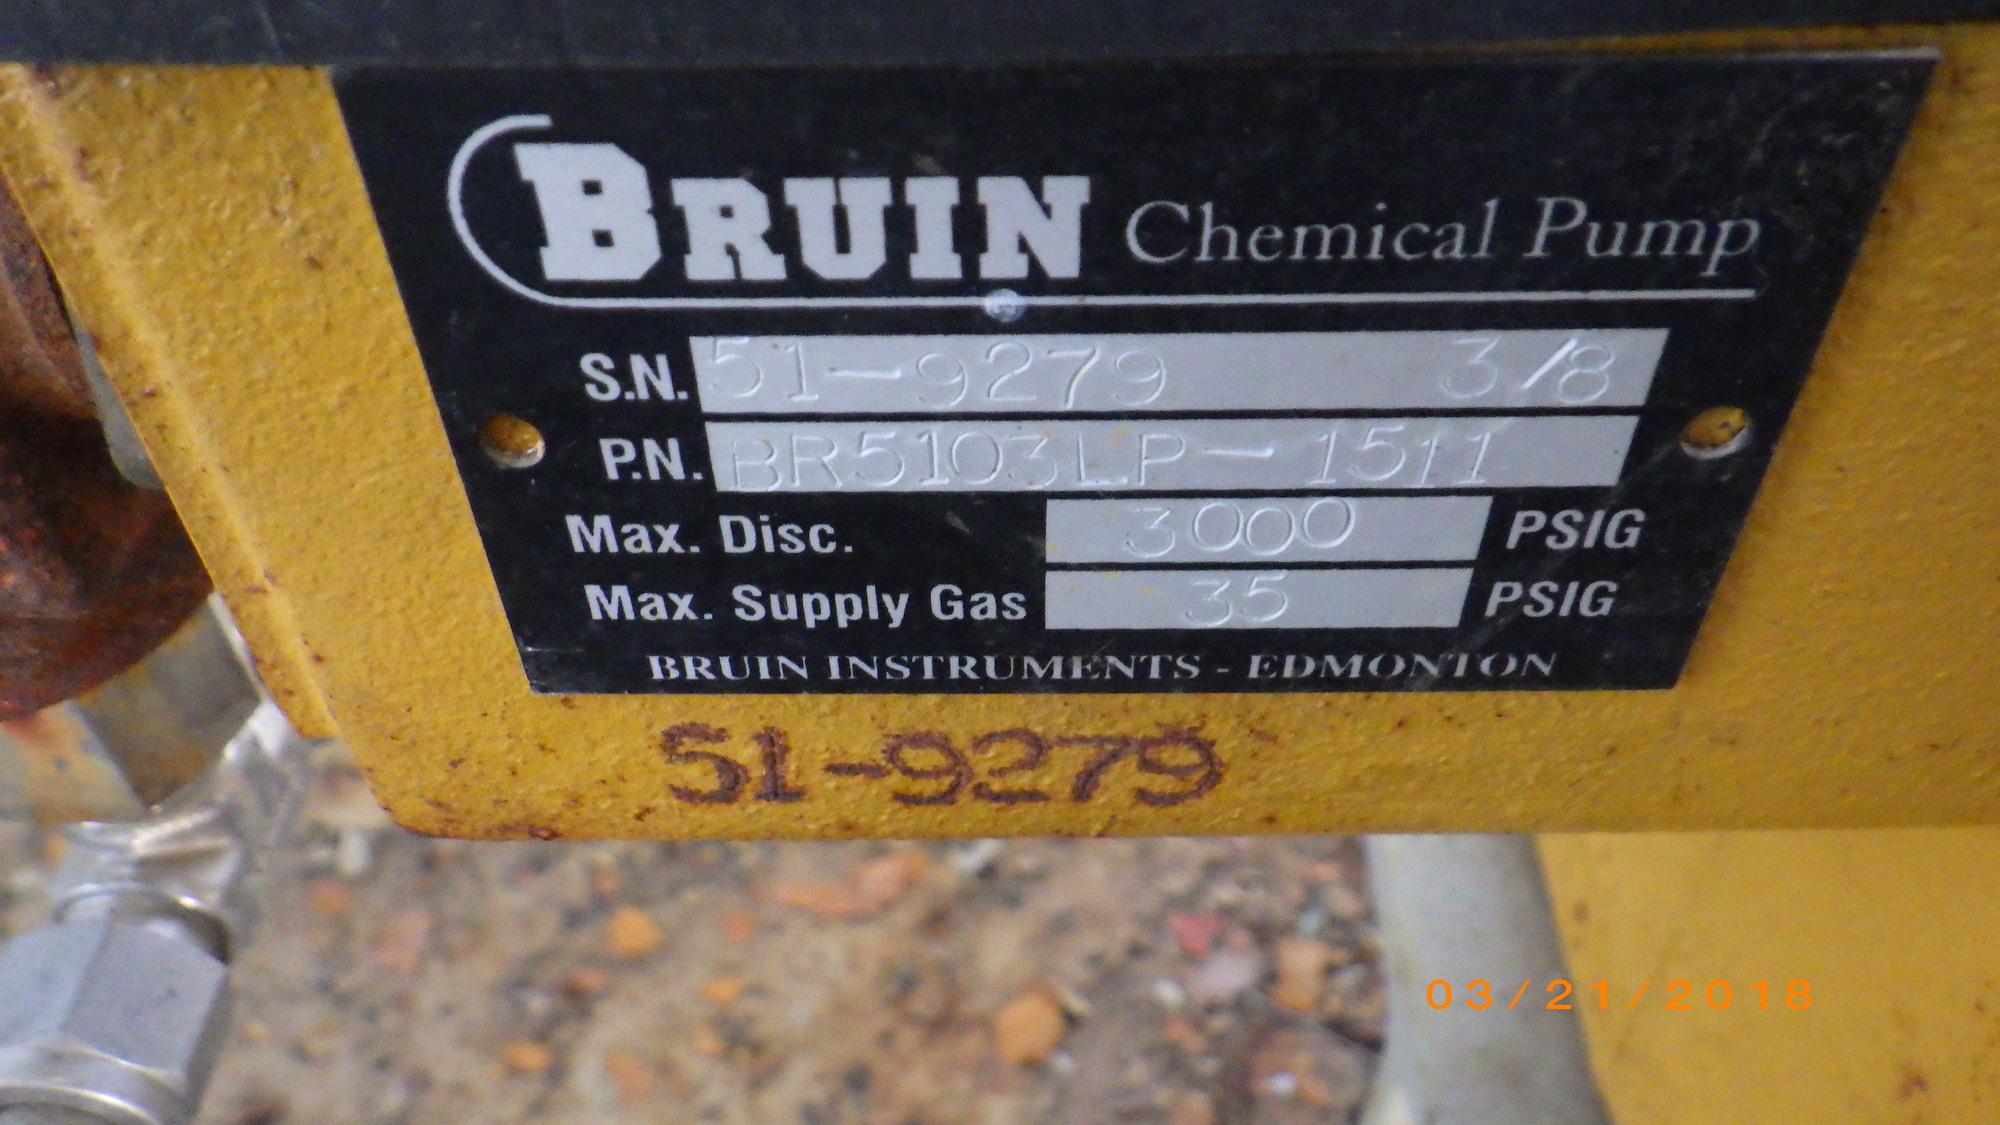 BRUIN Chemical Pump
S.N. 51-9279 3/8
P.N. BR5103LP-1511
Max. Disc. 3000 PSIG
Max. Supply Gas 35 PSIG
BRUIN INSTRUMENTS - EDMONTON
51-9279
03/21/2018